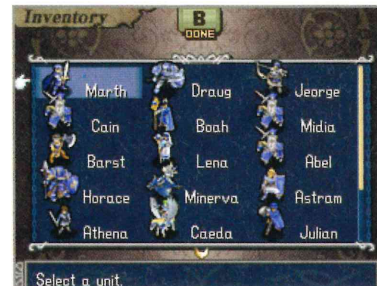 Inventory
B
DONE
Marth Draug Jeorge
Cain Boah Midia
Barst Lena Abel
Horace Minerva Astram
Athena Caeda Julian
Select a unit.